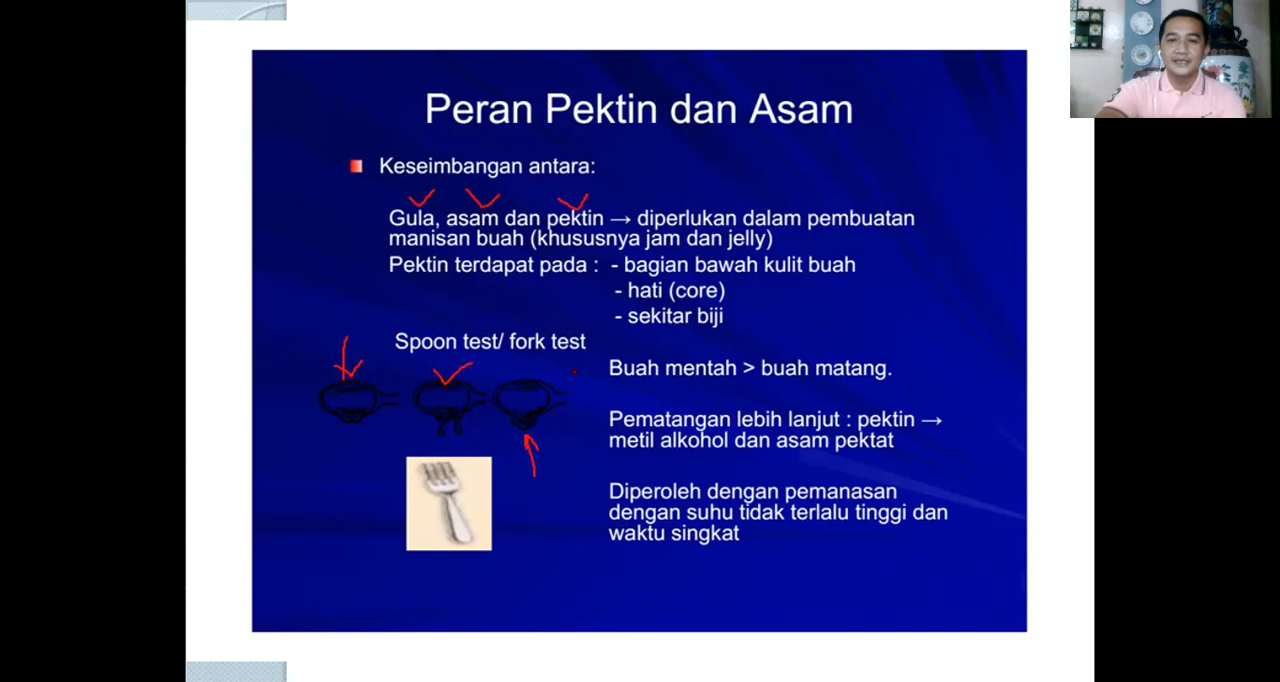 Peran Pektin dan Asam
Keseimbangan antara:
Gula, asam dan pektin → diperlukan dalam pembuatan
manisan buah (khususnya jam dan jelly)
Pektin terdapat pada : - bagian bawah kulit buah
- hati (core)
- sekitar biji
Spoon test/ fork test
Buah mentah > buah matang.
Pematangan lebih lanjut : pektin →
metil alkohol dan asam pektat
Diperoleh dengan pemanasan
dengan suhu tidak terlalu tinggi dan
waktu singkat